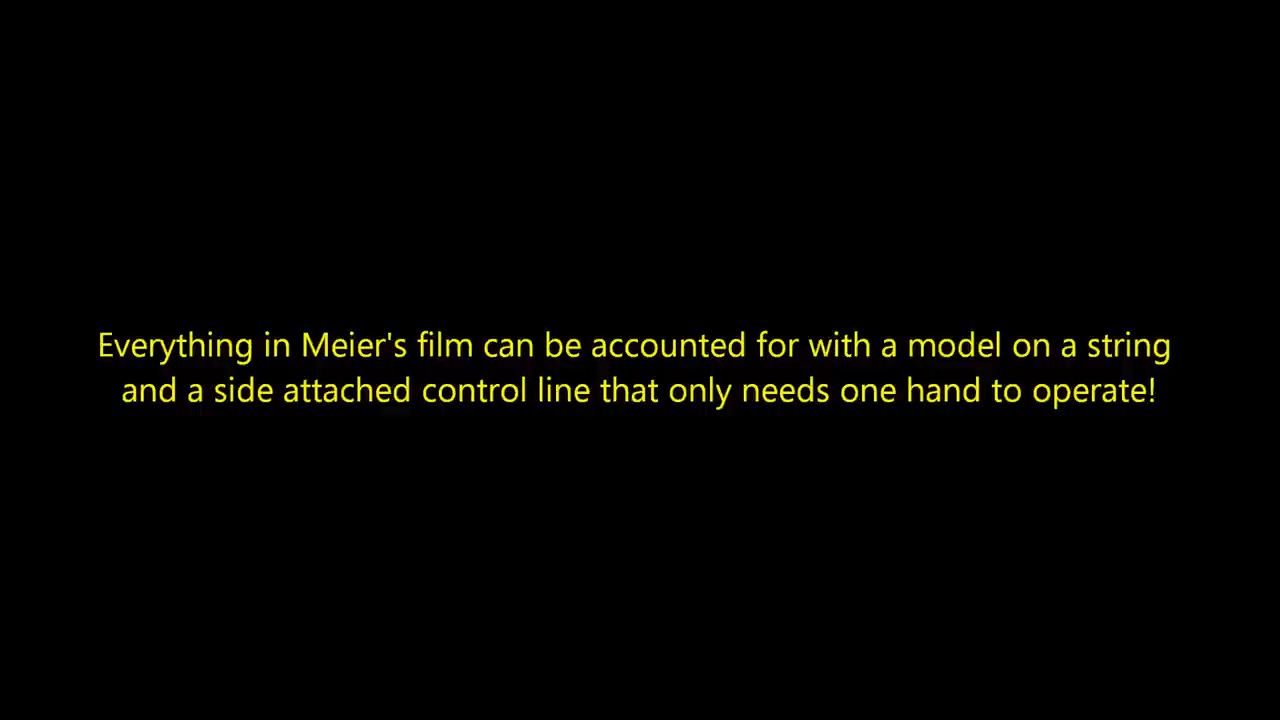 Everything in Meier's film can be accounted for with a model on a string
and a side attached control line that only needs one hand to operate!